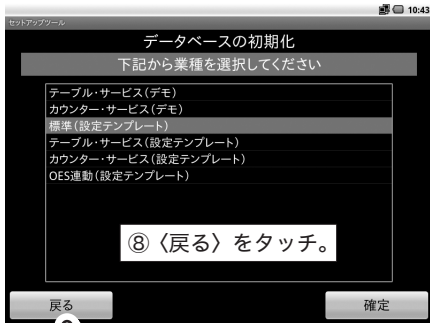 10:43
セットアップツール
データベースの初期化
下記から業種を選択してください
テーブル・サービス(デモ)
カウンター・サービス(デモ)
標準(設定テンプレート)
テーブル・サービス(設定テンプレート)
カウンター・サービス(設定テンプレート)
OES連動(設定テンプレート)
⑧〈戻る〉をタッチ。
戻る
確定